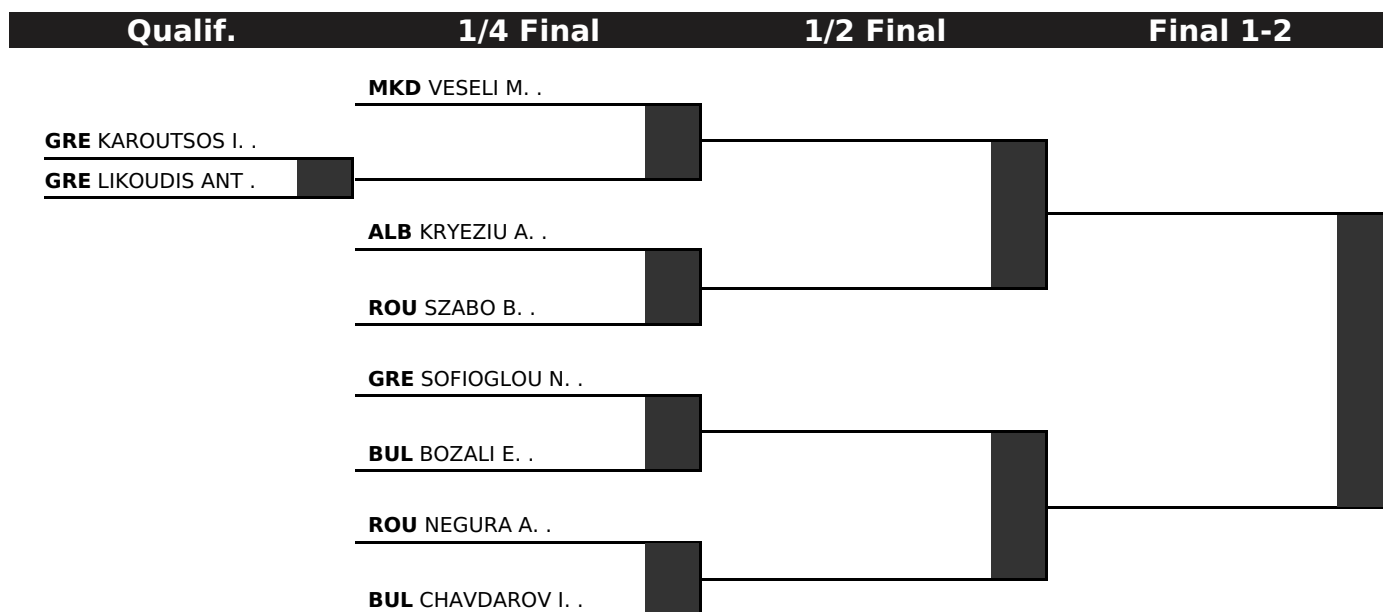 Qualif. 1/4 Final 1/2 Final Final 1-2
MKD VESELI M. .
GRE KAROUTSOS I. .
GRE LIKOUDIS ANT .
ALB KRYEZIU A. .
ROU SZABO B. .
GRE SOFIOGLOU N. .
BUL BOZALI E. .
ROU NEGURA A. .
BUL CHAVDAROV I. .